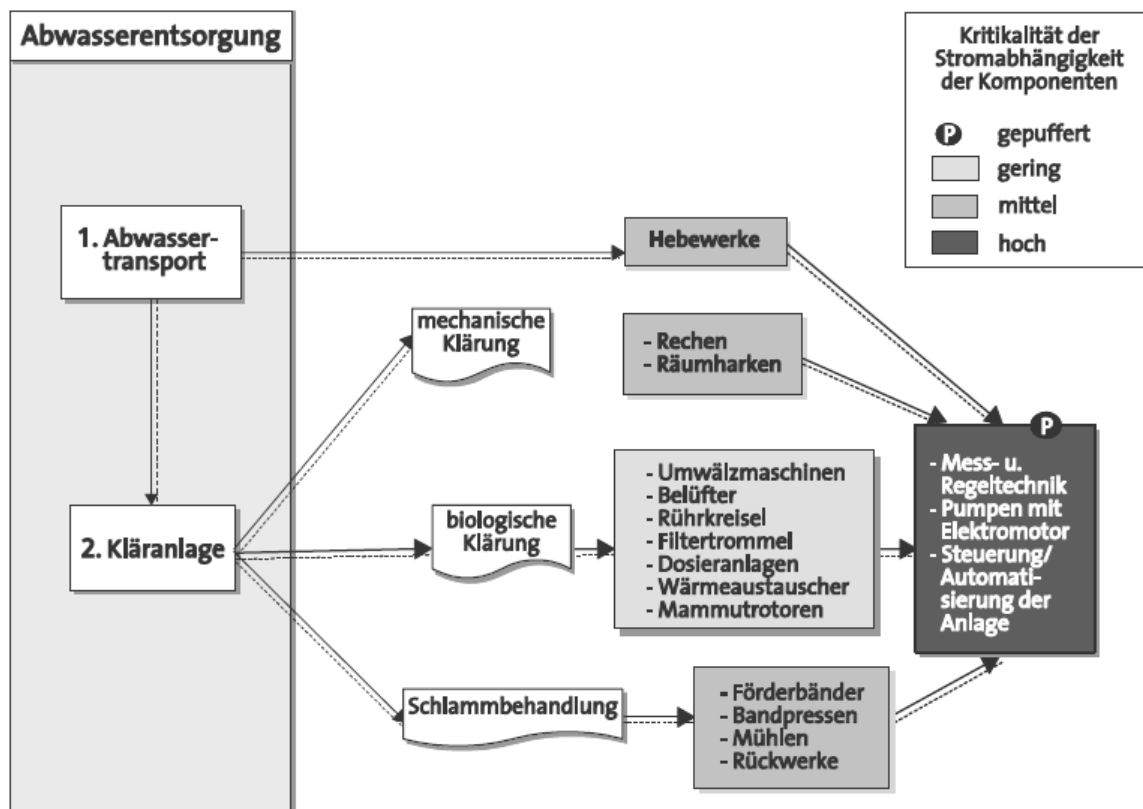 Abwasserentsorgung
Kritikalität der
Stromabhängigkeit
der Komponenten
P gepuffert
gering
mittel
hoch
1. Abwasser-
transport
Hebewerke
mechanische
Klärung
- Rechen
- Räumharken
2. Kläranlage
biologische
Klärung
- Umwälzmaschinen
- Belüfter
- Rührkreisel
- Filtertrommel
- Dosieranlagen
- Wärmeaustauscher
- Mammutrotoren
P
- Mess- u.
Regeltechnik
- Pumpen mit
Elektromotor
- Steuerung/
Automati-
sierung der
Anlage
Schlammbehandlung
- Förderbänder
- Bandpressen
- Mühlen
- Rückwerke